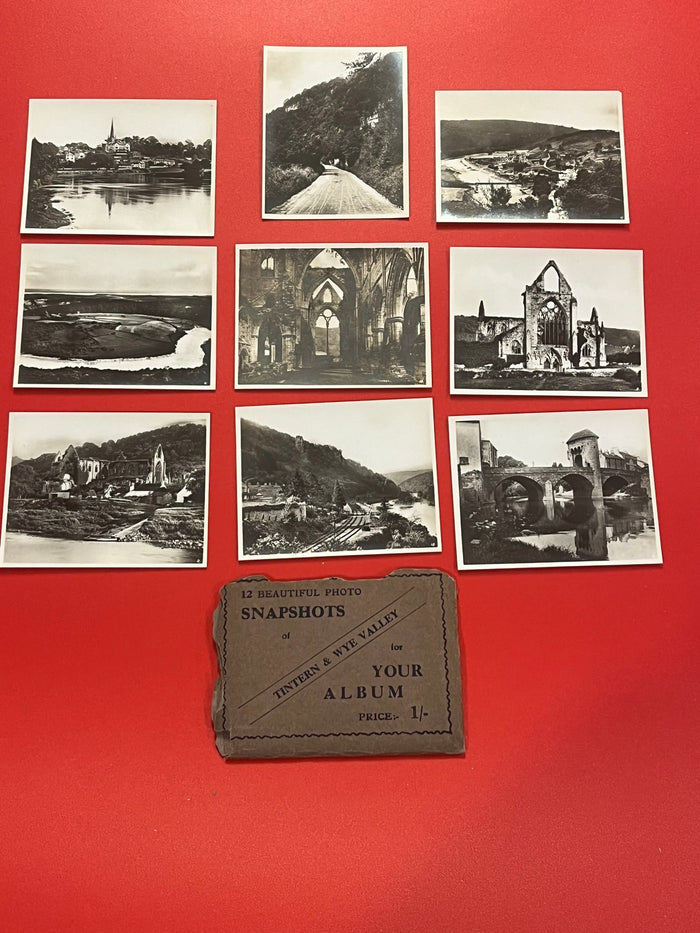 12 BEAUTIFUL PHOTO
SNAPSHOTS
of
TINTERN & WYE VALLEY
for
YOUR
ALBUM
PRICE:- 1/-